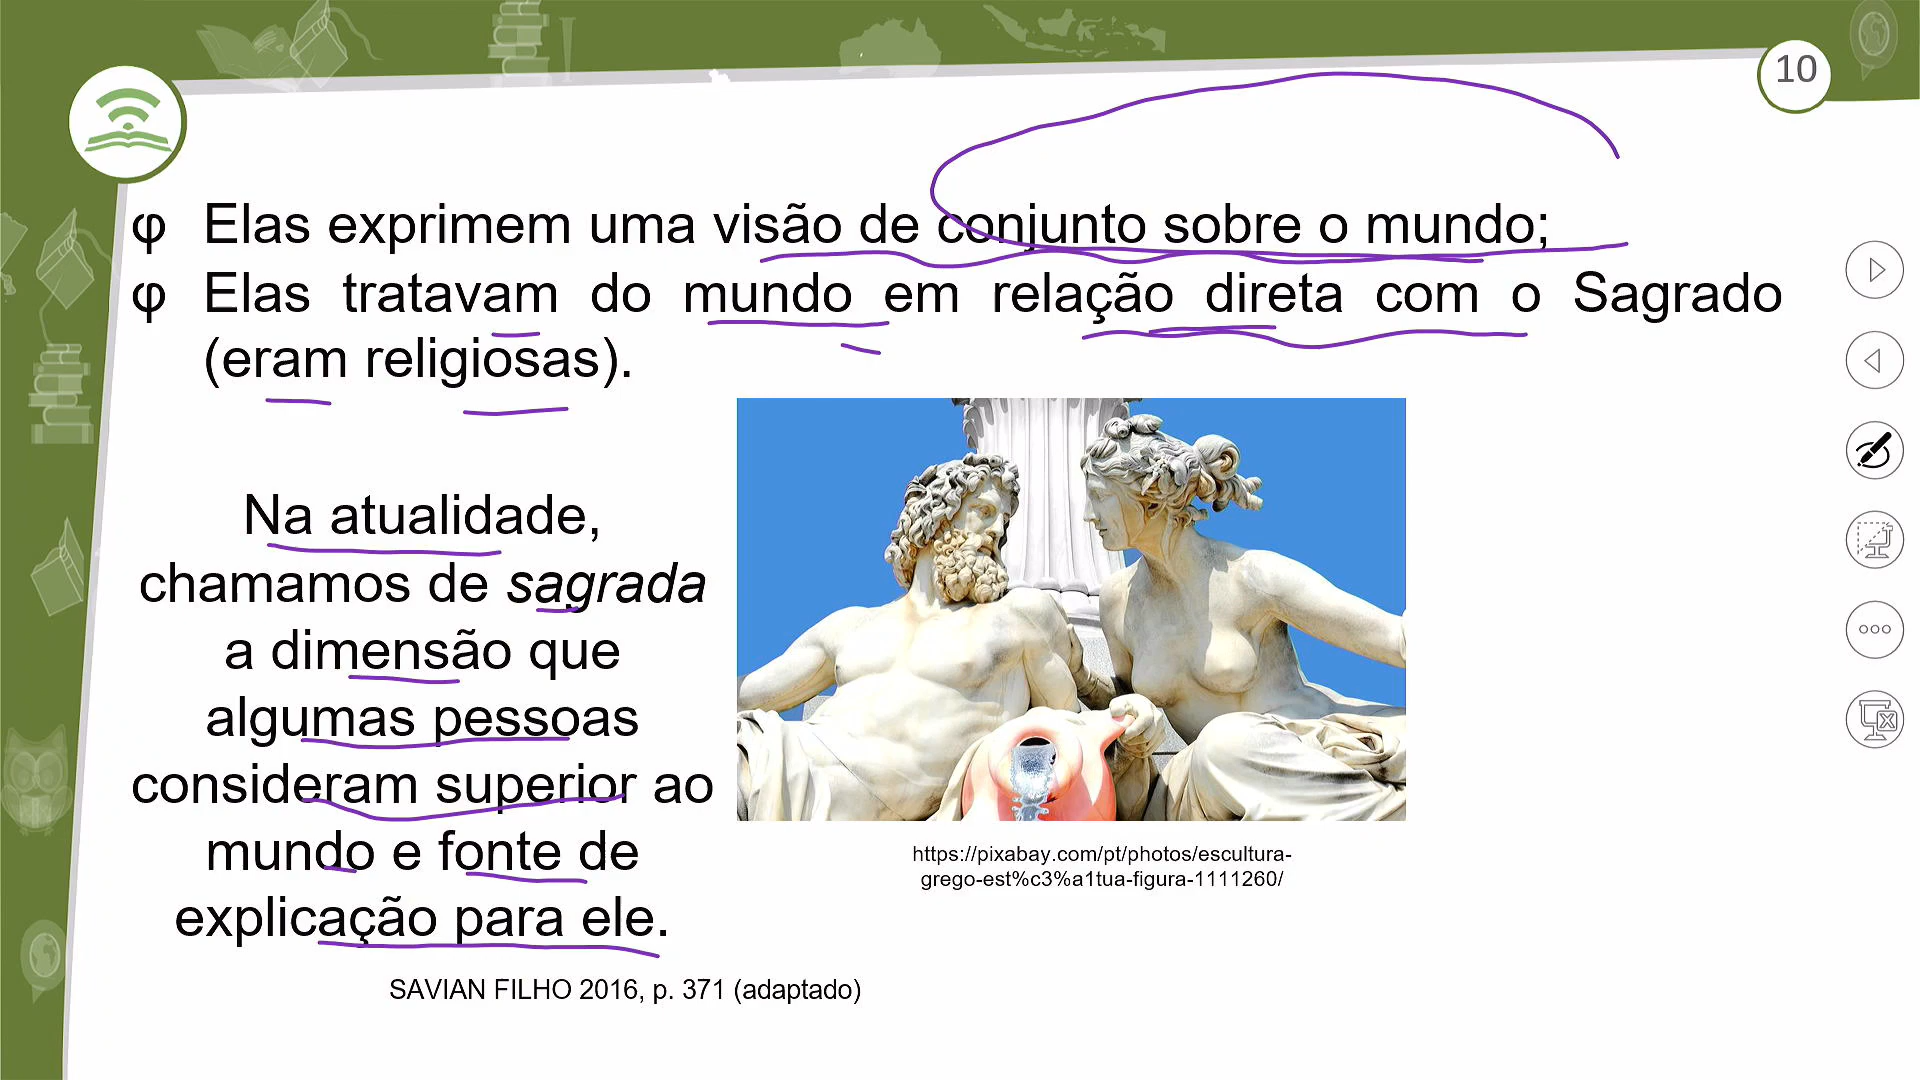 10
φ Elas exprimem uma visão de conjunto sobre o mundo;
φ Elas tratavam do mundo em relação direta com o Sagrado
(eram religiosas).
Na atualidade,
chamamos de sagrada
a dimensão que
algumas pessoas
consideram superior ao
mundo e fonte de
explicação para ele.
https://pixabay.com/pt/photos/escultura-
grego-est%c3%a1tua-figura-1111260/
SAVIAN FILHO 2016, p. 371 (adaptado)